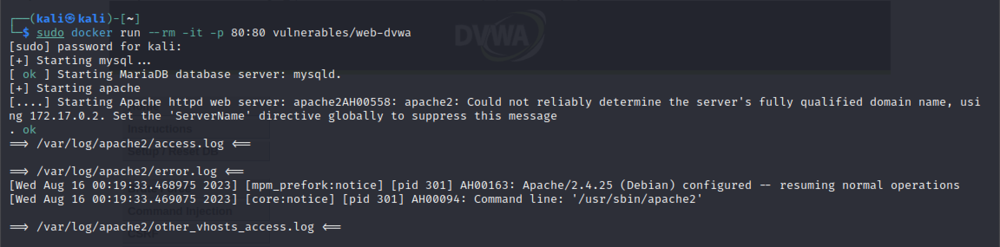 ┌──(kali㉿kali)-[~]
└─$ sudo docker run --rm -it -p 80:80 vulnerables/web-dvwa
[sudo] password for kali:
[+] Starting mysql...
[ ok ] Starting MariaDB database server: mysqld.
[+] Starting apache
[....] Starting Apache httpd web server: apache2AH00558: apache2: Could not reliably determine the server's fully qualified domain name, usi
ng 172.17.0.2. Set the 'ServerName' directive globally to suppress this message
. ok
==> /var/log/apache2/access.log <==
==> /var/log/apache2/error.log <==
[Wed Aug 16 00:19:33.468975 2023] [mpm_prefork:notice] [pid 301] AH00163: Apache/2.4.25 (Debian) configured -- resuming normal operations
[Wed Aug 16 00:19:33.469075 2023] [core:notice] [pid 301] AH00094: Command line: '/usr/sbin/apache2'
==> /var/log/apache2/other_vhosts_access.log <==
DVWA
Instructions
Setup / Reset DB
Command Injection
CSRF